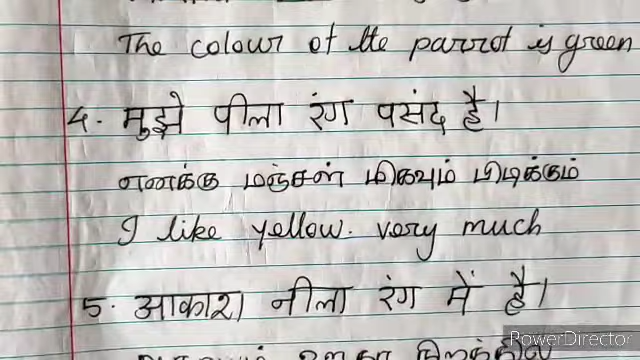 The colour of the parrot is green
4. मुझे पीला रंग पसंद है।
எனக்கு மஞ்சள் மிகவும் பிடிக்கும்
I like yellow. very much
5. आकाश नीला रंग में है।
PowerDirector